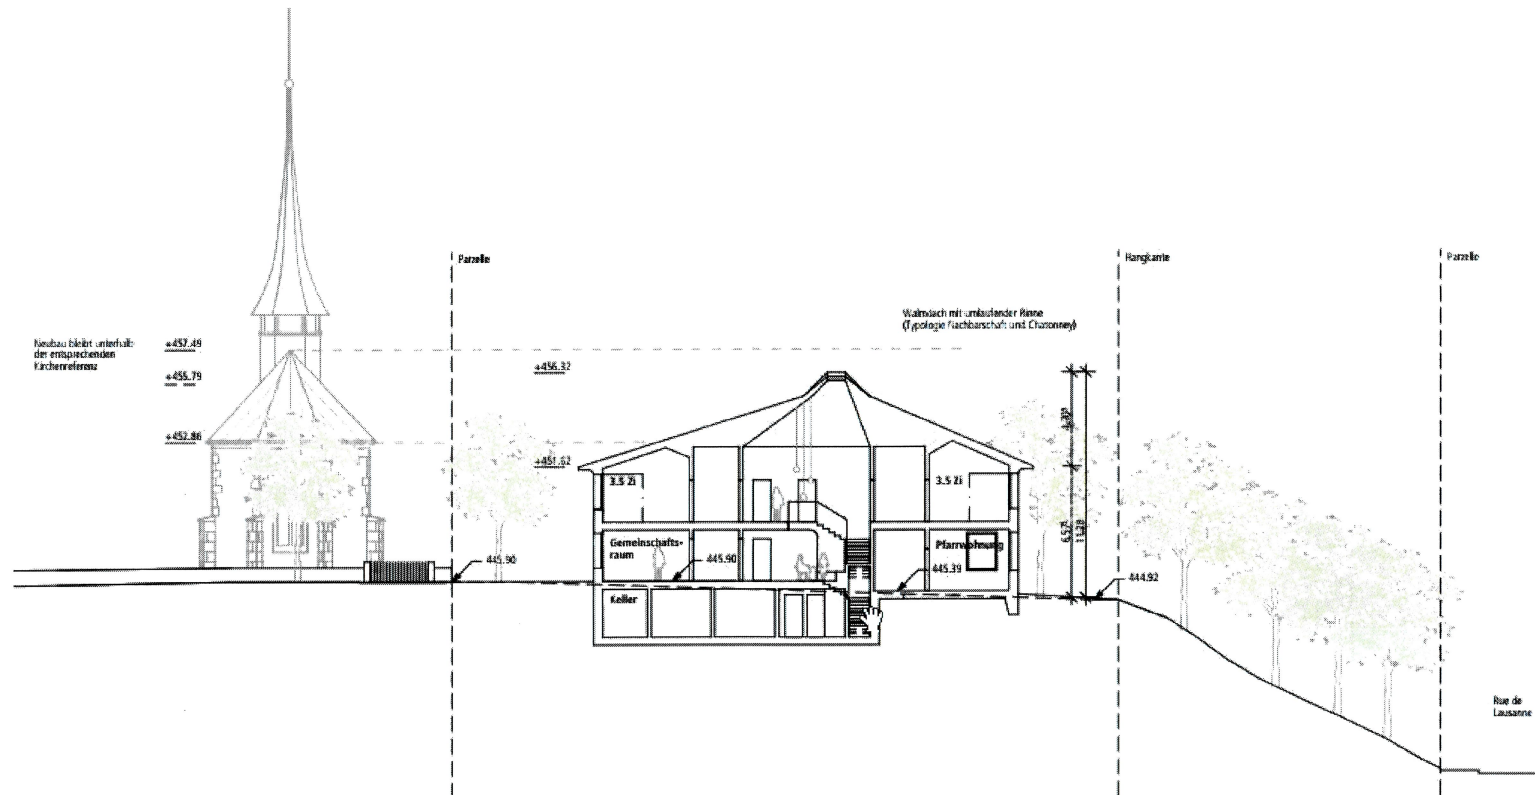 Parzelle
Hangkante
Parzelle
Walmdach mit umlaufender Rinne
(Typologie Nachbarschaft und Chatonney)
Neubau bleibt unterhalb
der entsprechenden
Kirchenreferenz
+457.49
+455.79
+452.86
+456.32
+451.62
3.5 Zi
3.5 Zi
Gemeinschafts-
raum
Pfarrwohnung
445.90
445.90
445.39
444.92
Keller
Rue de
Lausanne